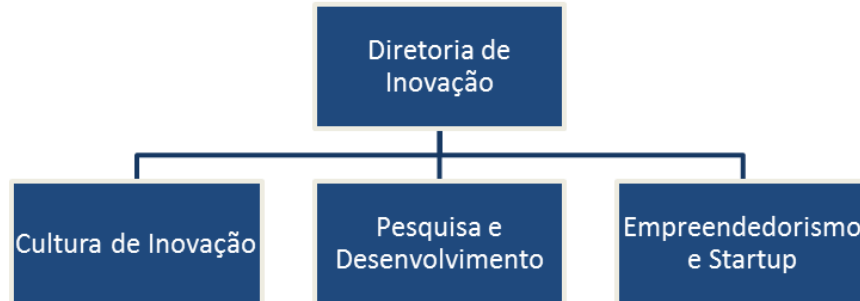 Diretoria de
Inovação
Cultura de Inovação
Pesquisa e
Desenvolvimento
Empreendedorismo
e Startup